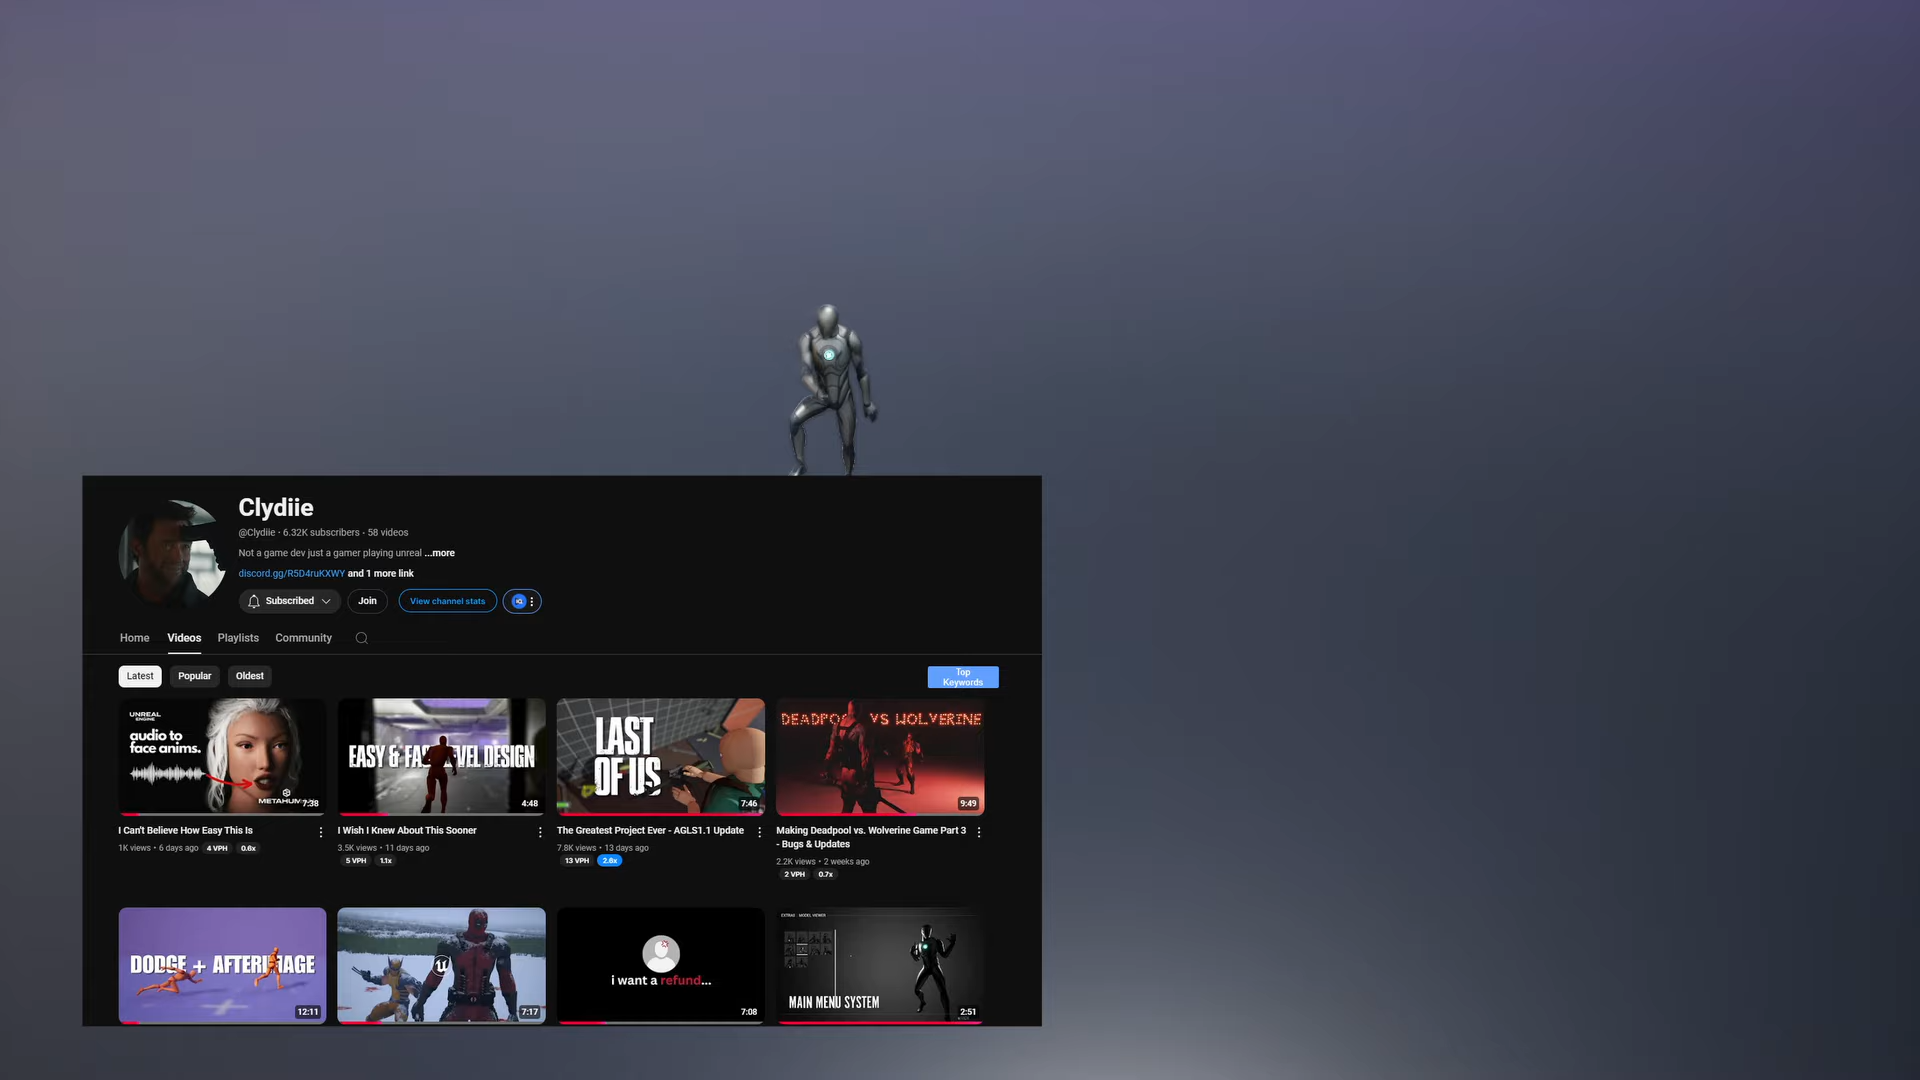 Clydiie
@Clydiie · 6.32K subscribers · 58 videos
Not a game dev just a gamer playing unreal ...more
discord.gg/R5D4ruKXWY and 1 more link
Subscribed
Join
View channel stats
Home
Videos
Playlists
Community
Latest
Popular
Oldest
Top
Keywords
UNREAL
ENGINE
audio to
face anims.
7:38
EASY & FA
VEL DESIGN
4:48
LAST
OF US
7:46
DEADPO
VS WOLVERINE
9:49
I Can't Believe How Easy This Is
1K views • 6 days ago
4 VPH
0.6x
I Wish I Knew About This Sooner
3.5K views • 11 days ago
5 VPH
1.1x
The Greatest Project Ever - AGLS1.1 Update
7.8K views • 13 days ago
13 VPH
2.6x
Making Deadpool vs. Wolverine Game Part 3
- Bugs & Updates
2.2K views • 2 weeks ago
2 VPH
0.7x
DODGE + AFTERIMAGE
12:11
7:17
i want a refund...
7:08
EXTRAS MODEL VIEWER
MAIN MENU SYSTEM
2:51